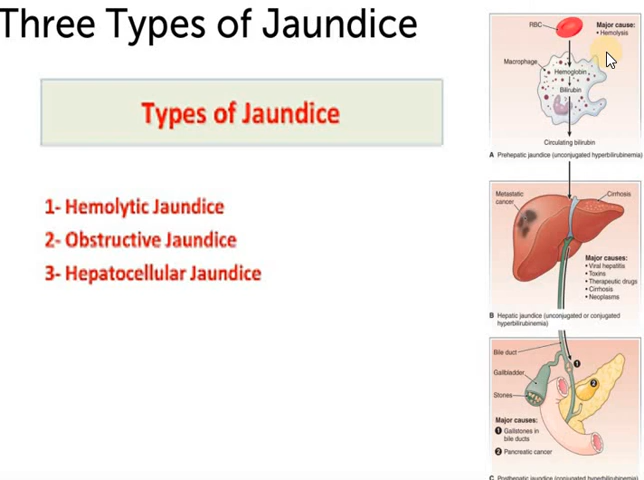 Three Types of Jaundice
Types of Jaundice
1- Hemolytic Jaundice
2- Obstructive Jaundice
3- Hepatocellular Jaundice
RBC
Major cause:
• Hemolysis
Macrophage
Hemoglobin
Bilirubin
Circulating bilirubin
A Prehepatic jaundice (unconjugated hyperbilirubinemia)
Metastatic
cancer
Cirrhosis
Major causes:
• Viral hepatitis
• Toxins
• Therapeutic drugs
• Cirrhosis
• Neoplasms
B Hepatic jaundice (unconjugated or conjugated
hyperbilirubinemia)
Bile duct
1
Gallbladder
2
Stones
Major causes:
1 Gallstones in
bile ducts
2 Pancreatic cancer
C Posthepatic jaundice (conjugated hyperbilirubinemia)